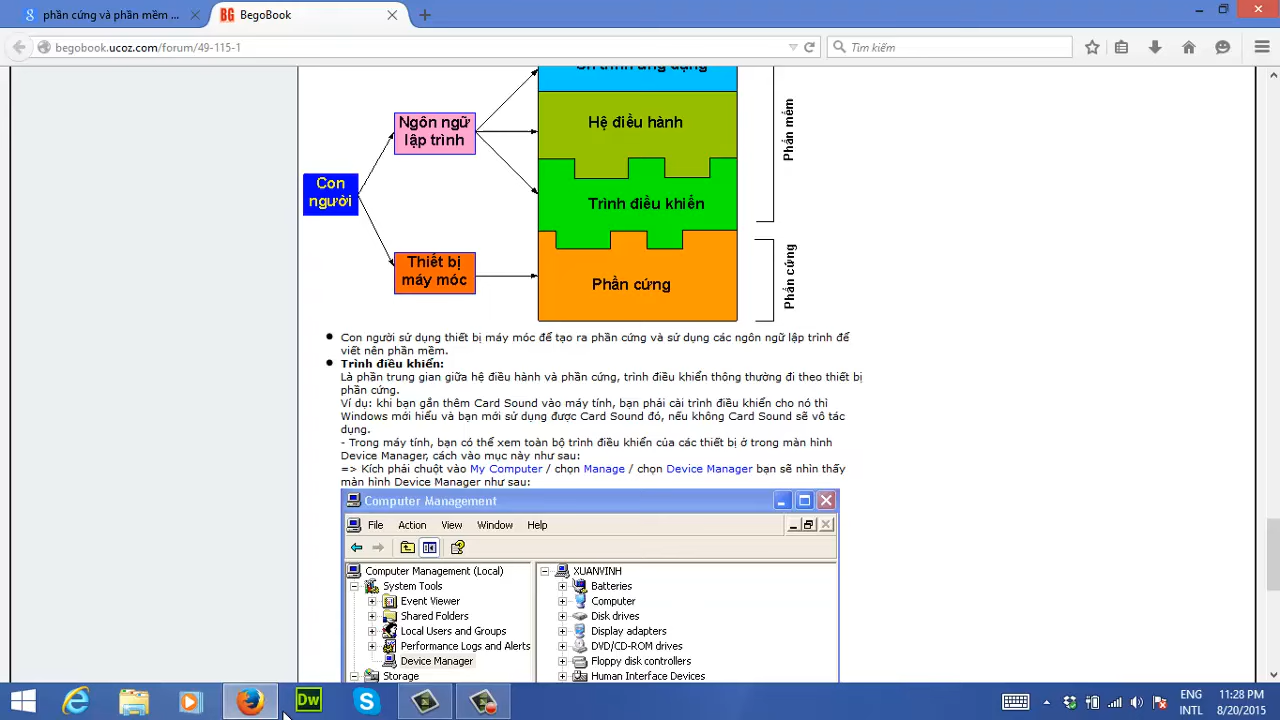 phần cứng và phần mềm ...
BG BegoBook
begobook.ucoz.com/forum/49-115-1
Tìm kiếm
Ngôn ngữ
lập trình
Hệ điều hành
Phần mềm
Con
người
Trình điều khiển
Thiết bị
máy móc
Phần cứng
Phần cứng
Con người sử dụng thiết bị máy móc để tạo ra phần cứng và sử dụng các ngôn ngữ lập trình để
viết nên phần mềm.
Trình điều khiển:
Là phần trung gian giữa hệ điều hành và phần cứng, trình điều khiển thông thường đi theo thiết bị
phần cứng.
Ví dụ: khi bạn gắn thêm Card Sound vào máy tính, bạn phải cài trình điều khiển cho nó thì
Windows mới hiểu và bạn mới sử dụng được Card Sound đó, nếu không Card Sound sẽ vô tác
dụng.
- Trong máy tính, bạn có thể xem toàn bộ trình điều khiển của các thiết bị ở trong màn hình
Device Manager, cách vào mục này như sau:
=> Kích phải chuột vào My Computer / chọn Manage / chọn Device Manager bạn sẽ nhìn thấy
màn hình Device Manager như sau:
Computer Management
File Action View Window Help
Computer Management (Local)
System Tools
Event Viewer
Shared Folders
Local Users and Groups
Performance Logs and Alerts
Device Manager
Storage
XUANVINH
Batteries
Computer
Disk drives
Display adapters
DVD/CD-ROM drives
Floppy disk controllers
Human Interface Devices
Dw
ENG
INTL
11:28 PM
8/20/2015